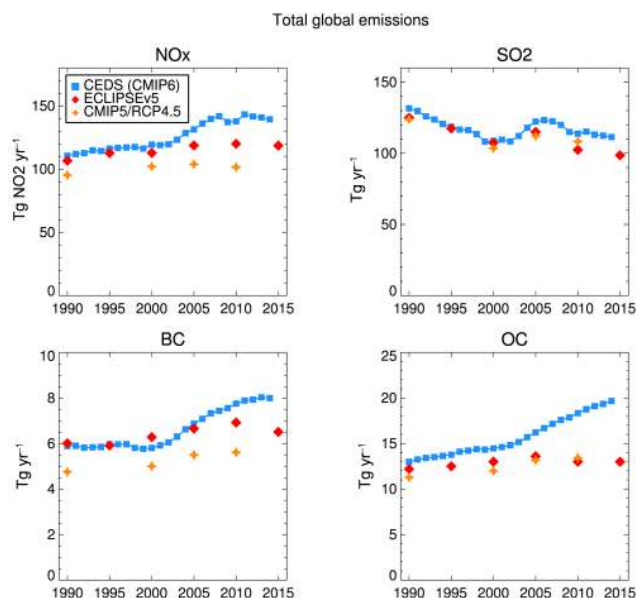 Total global emissions
NOx
CEDS (CMIP6)
ECLIPSEv5
CMIP5/RCP4.5
150
100
50
0
Tg NO2 yr⁻¹
1990 1995 2000 2005 2010 2015
SO2
150
100
50
0
Tg yr⁻¹
1990 1995 2000 2005 2010 2015
BC
10
8
6
4
2
0
Tg yr⁻¹
1990 1995 2000 2005 2010 2015
OC
25
20
15
10
5
0
Tg yr⁻¹
1990 1995 2000 2005 2010 2015